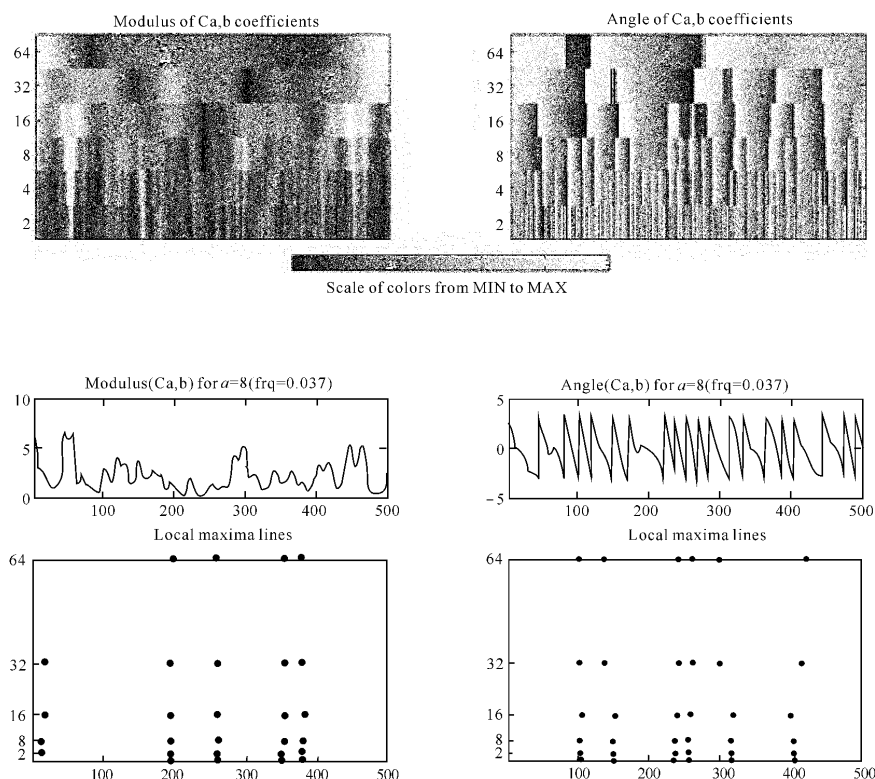 Modulus of Ca,b coefficients
64
32
16
8
4
2
Angle of Ca,b coefficients
64
32
16
8
4
2
Scale of colors from MIN to MAX
Modulus(Ca,b) for a=8(frq=0.037)
10
5
0
100 200 300 400 500
Angle(Ca,b) for a=8(frq=0.037)
5
0
−5
100 200 300 400 500
Local maxima lines
64
32
16
8
2
100 200 300 400 500
Local maxima lines
64
32
16
8
2
100 200 300 400 500